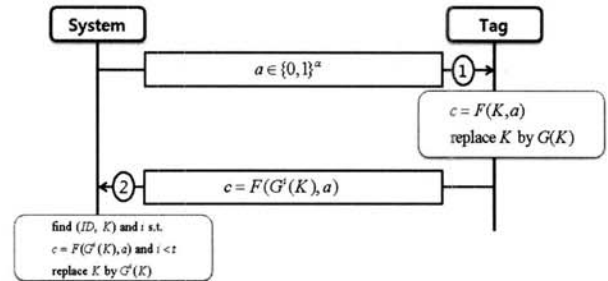 System
Tag
a ∈ {0,1}^α
1
c = F(K,a)
replace K by G(K)
2
c = F(G^i(K),a)
find (ID, K) and i s.t.
c = F(G^i(K),a) and i < t
replace K by G^i(K)